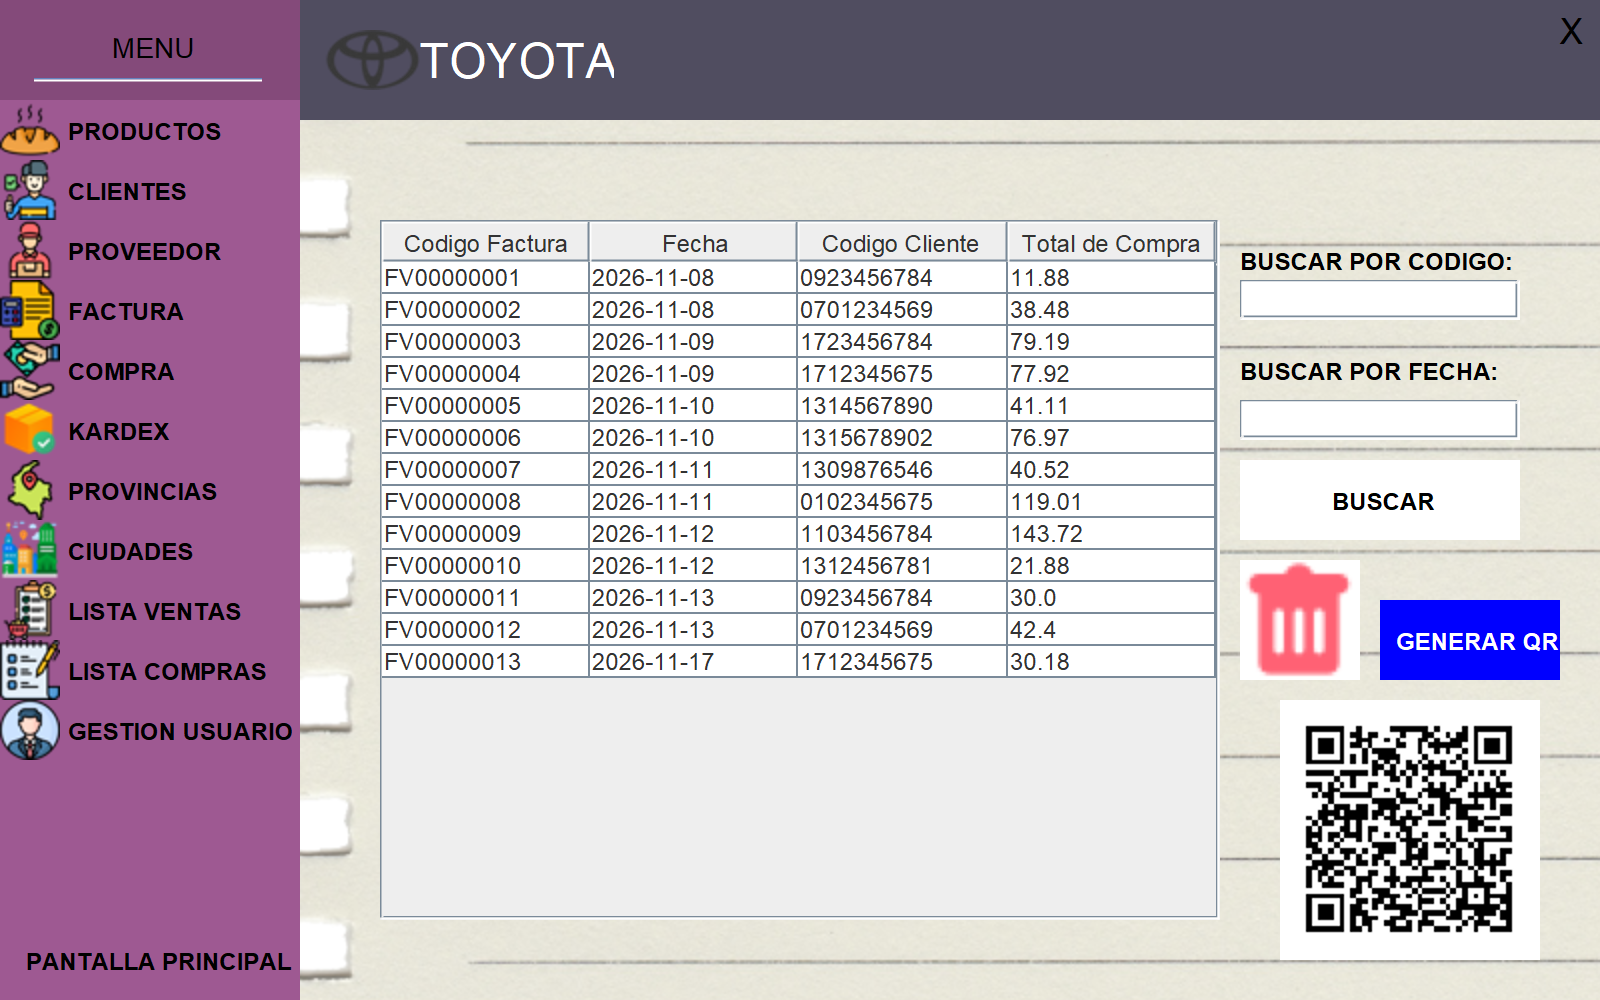 MENU
TOYOTA
X
PRODUCTOS
CLIENTES
PROVEEDOR
FACTURA
COMPRA
KARDEX
PROVINCIAS
CIUDADES
LISTA VENTAS
LISTA COMPRAS
GESTION USUARIO
PANTALLA PRINCIPAL
Codigo Factura Fecha Codigo Cliente Total de Compra
FV00000001 2026-11-08 0923456784 11.88
FV00000002 2026-11-08 0701234569 38.48
FV00000003 2026-11-09 1723456784 79.19
FV00000004 2026-11-09 1712345675 77.92
FV00000005 2026-11-10 1314567890 41.11
FV00000006 2026-11-10 1315678902 76.97
FV00000007 2026-11-11 1309876546 40.52
FV00000008 2026-11-11 0102345675 119.01
FV00000009 2026-11-12 1103456784 143.72
FV00000010 2026-11-12 1312456781 21.88
FV00000011 2026-11-13 0923456784 30.0
FV00000012 2026-11-13 0701234569 42.4
FV00000013 2026-11-17 1712345675 30.18
BUSCAR POR CODIGO:
BUSCAR POR FECHA:
BUSCAR
GENERAR QR